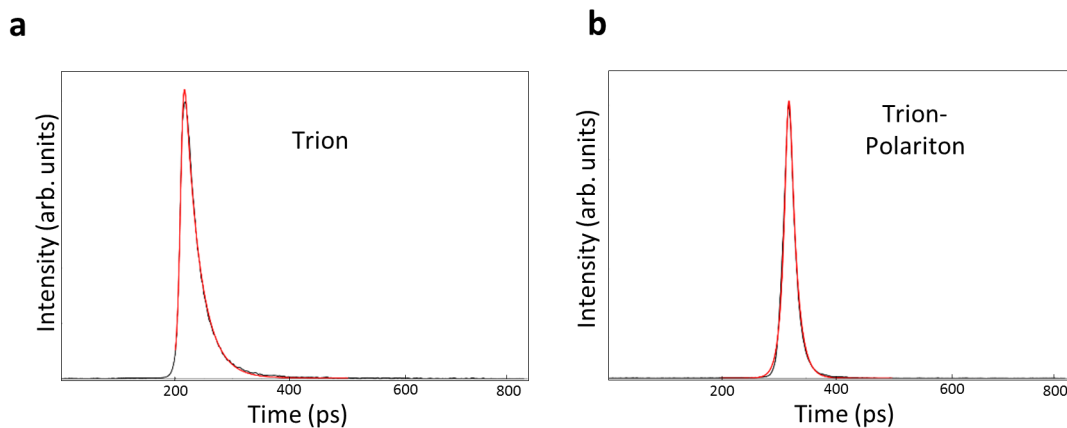 a
Trion
Intensity (arb. units)
200
400
600
800
Time (ps)
b
Trion-
Polariton
Intensity (arb. units)
200
400
600
800
Time (ps)